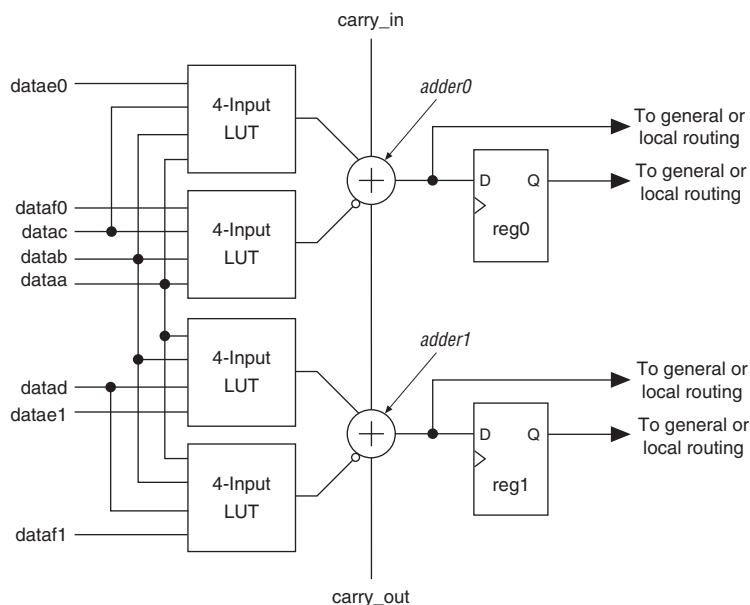 carry_in
adder0
datae0
4-Input
LUT
To general or
local routing
D Q
reg0
To general or
local routing
dataf0
datac
datab
dataa
4-Input
LUT
adder1
4-Input
LUT
To general or
local routing
datad
datae1
D Q
reg1
To general or
local routing
4-Input
LUT
dataf1
carry_out